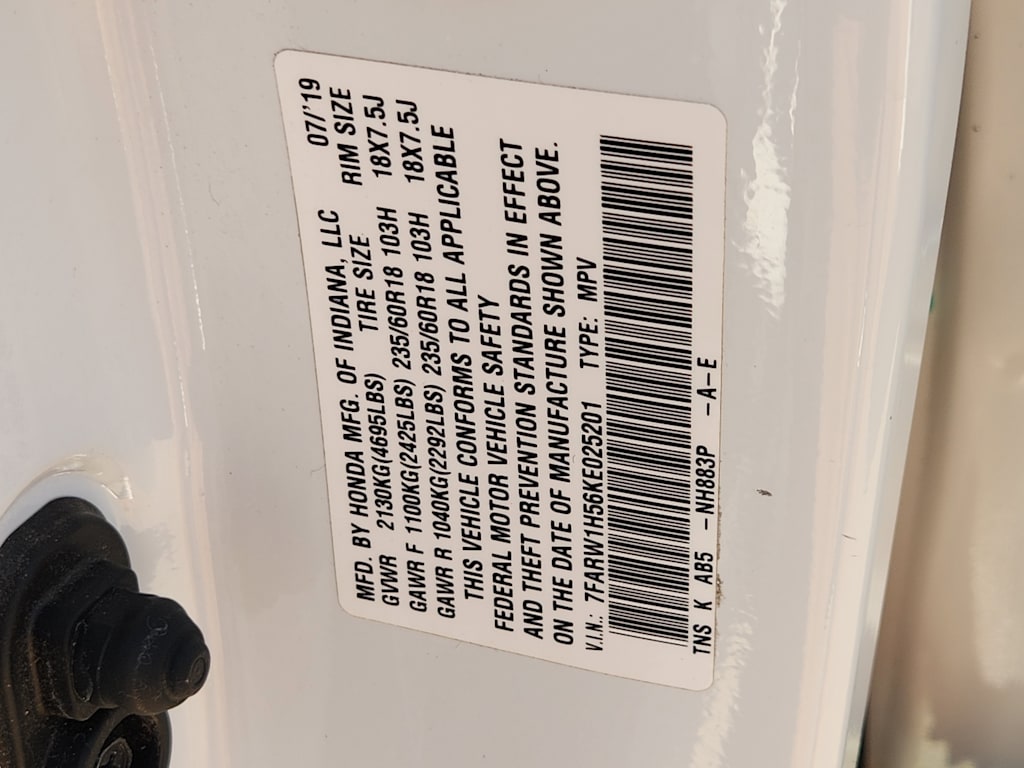 MFD. BY HONDA MFG. OF INDIANA, LLC 07/'19
GVWR 2130KG(4695LBS) TIRE SIZE RIM SIZE
GAWR F 1100KG(2425LBS) 235/60R18 103H 18X7.5J
GAWR R 1040KG(2292LBS) 235/60R18 103H 18X7.5J
THIS VEHICLE CONFORMS TO ALL APPLICABLE
FEDERAL MOTOR VEHICLE SAFETY
AND THEFT PREVENTION STANDARDS IN EFFECT
ON THE DATE OF MANUFACTURE SHOWN ABOVE.
V.I.N.: 7FARW1H56KE025201 TYPE: MPV
TNS K AB5 -NH883P -A-E